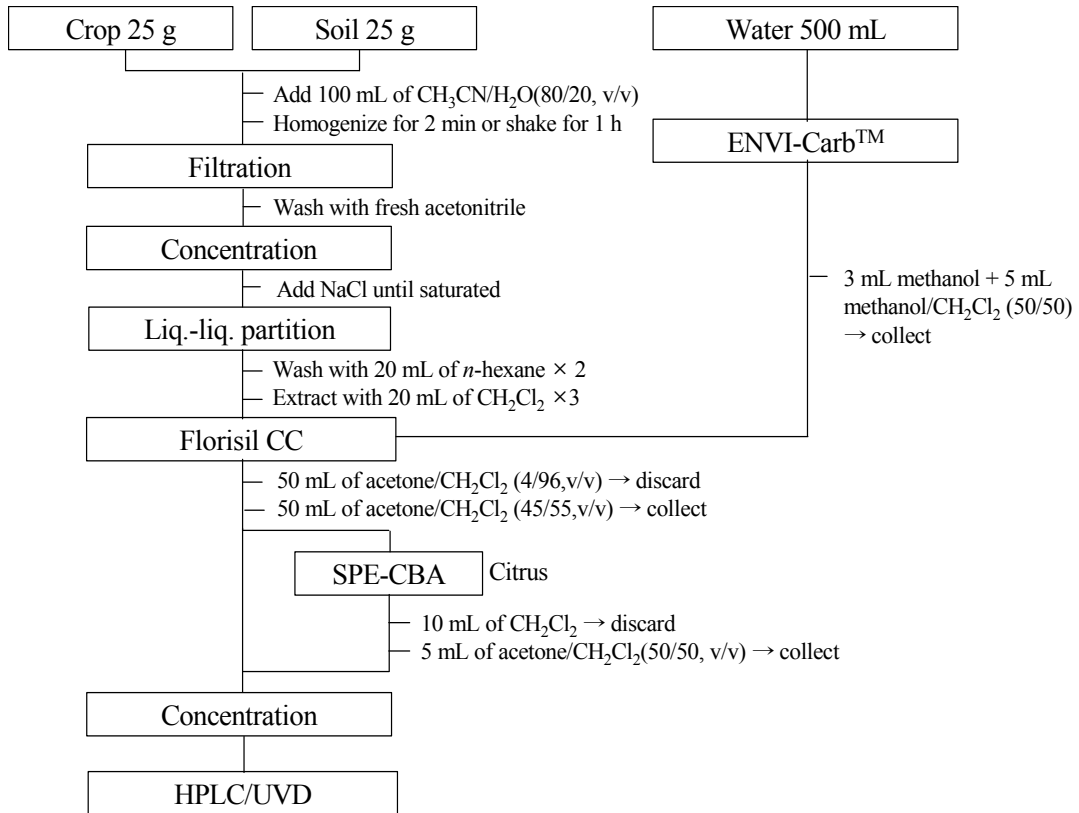 Crop 25 g
Soil 25 g
Water 500 mL
Add 100 mL of CH₃CN/H₂O(80/20, v/v)
Homogenize for 2 min or shake for 1 h
ENVI-Carb™
Filtration
Wash with fresh acetonitrile
Concentration
3 mL methanol + 5 mL
methanol/CH₂Cl₂ (50/50)
→ collect
Add NaCl until saturated
Liq.-liq. partition
Wash with 20 mL of n-hexane × 2
Extract with 20 mL of CH₂Cl₂ ×3
Florisil CC
50 mL of acetone/CH₂Cl₂ (4/96,v/v) → discard
50 mL of acetone/CH₂Cl₂ (45/55,v/v) → collect
SPE-CBA
Citrus
10 mL of CH₂Cl₂ → discard
5 mL of acetone/CH₂Cl₂(50/50, v/v) → collect
Concentration
HPLC/UVD